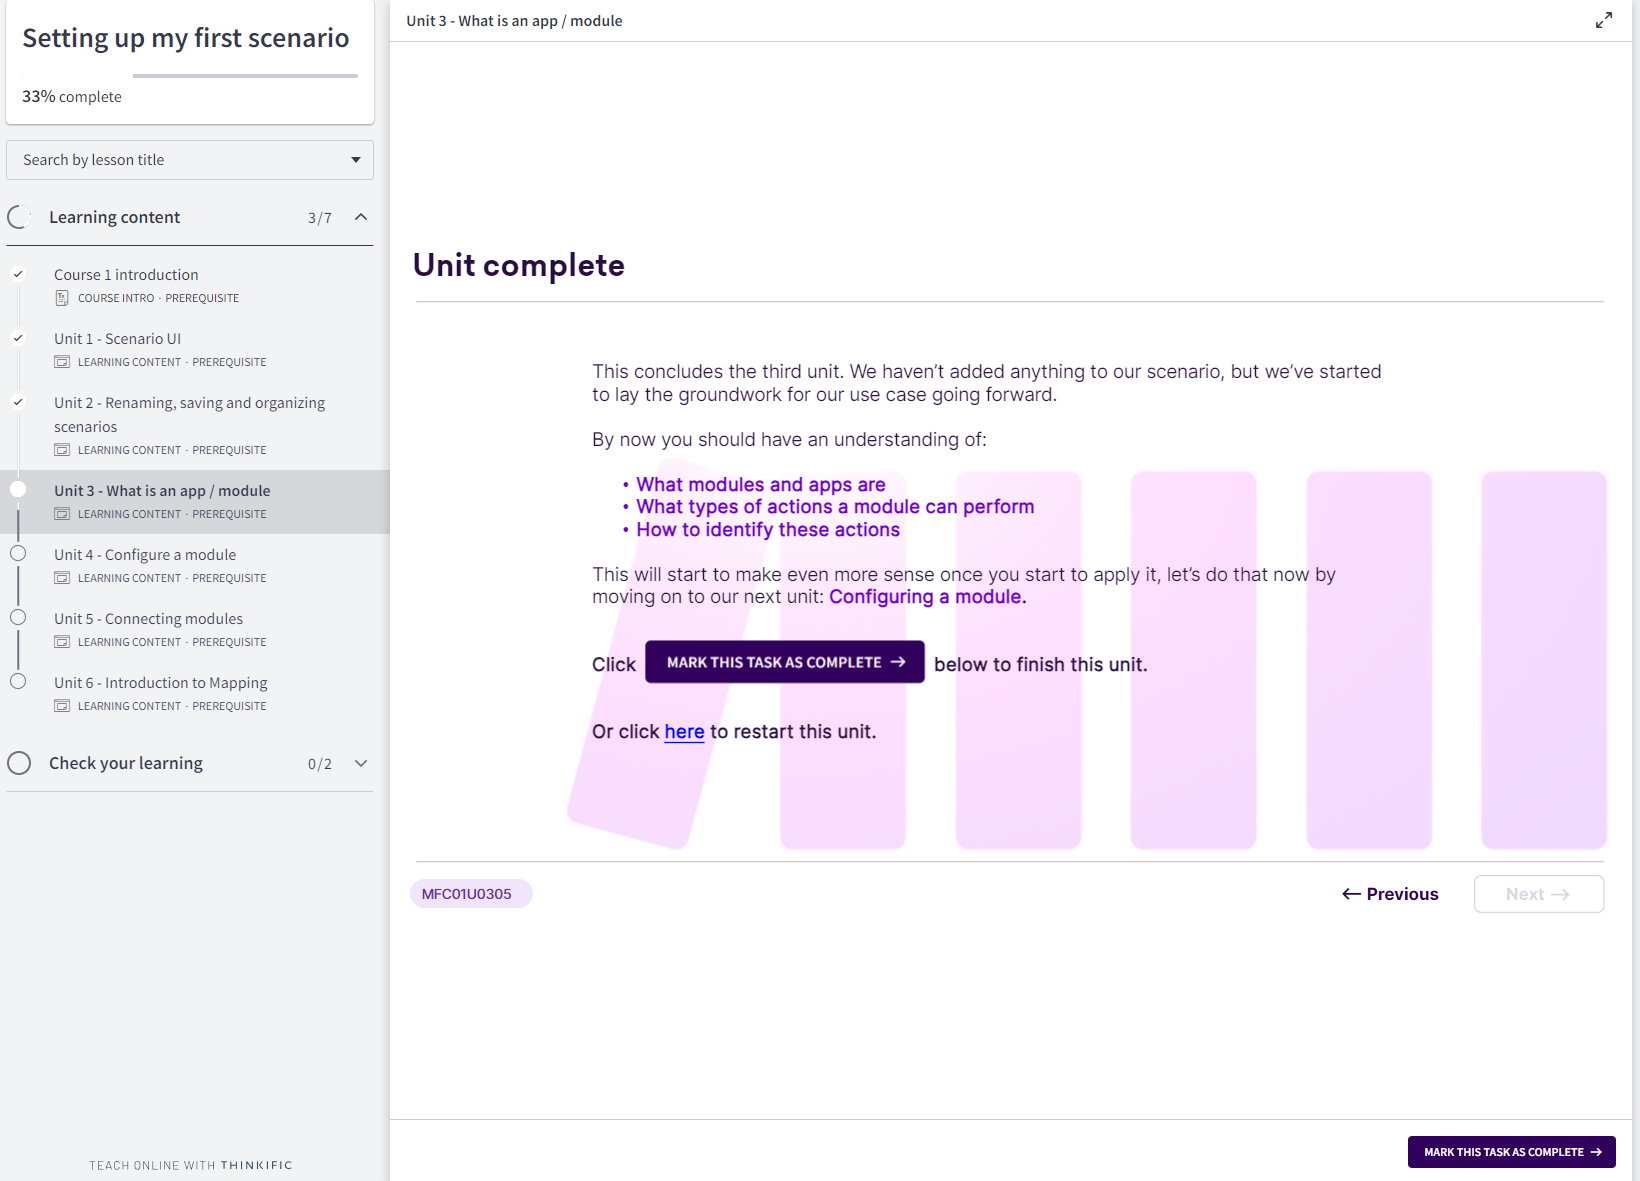 Setting up my first scenario
33% complete
Search by lesson title
Learning content 3/7
Course 1 introduction
COURSE INTRO · PREREQUISITE
Unit 1 - Scenario UI
LEARNING CONTENT · PREREQUISITE
Unit 2 - Renaming, saving and organizing
scenarios
LEARNING CONTENT · PREREQUISITE
Unit 3 - What is an app / module
LEARNING CONTENT · PREREQUISITE
Unit 4 - Configure a module
LEARNING CONTENT · PREREQUISITE
Unit 5 - Connecting modules
LEARNING CONTENT · PREREQUISITE
Unit 6 - Introduction to Mapping
LEARNING CONTENT · PREREQUISITE
Check your learning 0/2
TEACH ONLINE WITH THINKIFIC
Unit 3 - What is an app / module
Unit complete
This concludes the third unit. We haven't added anything to our scenario, but we've started
to lay the groundwork for our use case going forward.
By now you should have an understanding of:
• What modules and apps are
• What types of actions a module can perform
• How to identify these actions
This will start to make even more sense once you start to apply it, let's do that now by
moving on to our next unit: Configuring a module.
Click MARK THIS TASK AS COMPLETE → below to finish this unit.
Or click here to restart this unit.
MFC01U0305
← Previous
Next →
MARK THIS TASK AS COMPLETE →